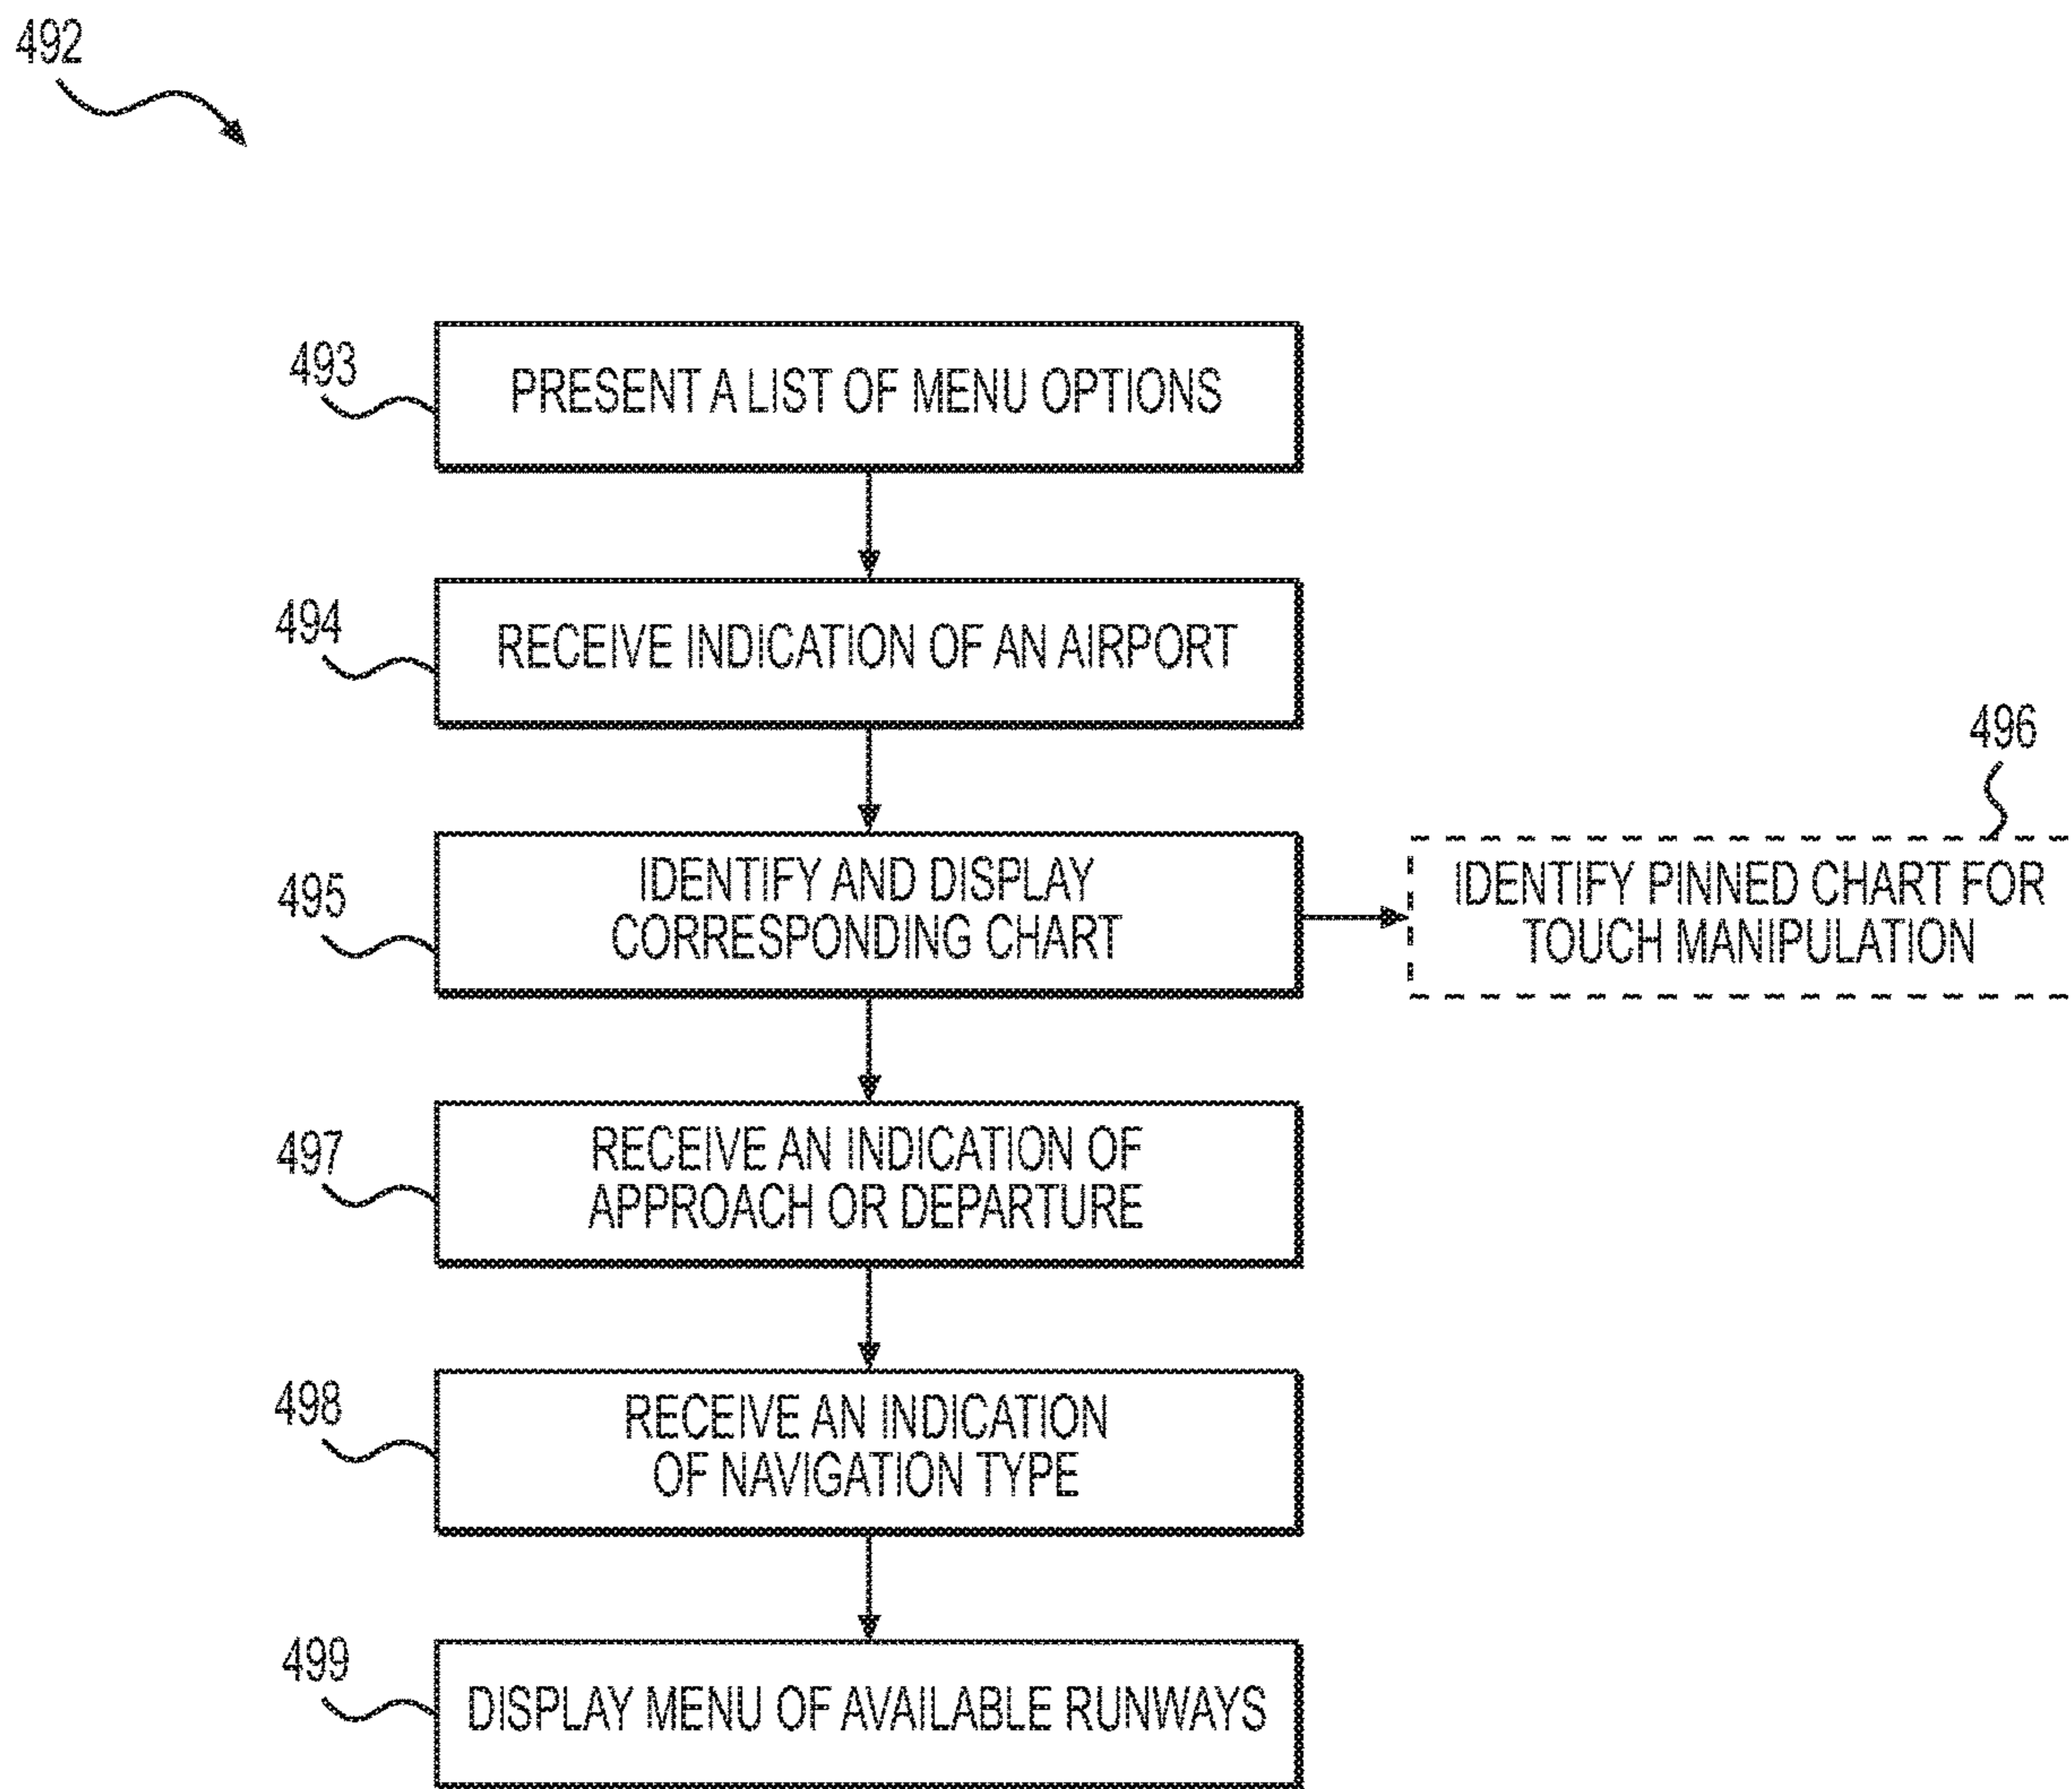 492
493
PRESENT A LIST OF MENU OPTIONS
494
RECEIVE INDICATION OF AN AIRPORT
495
IDENTIFY AND DISPLAY
CORRESPONDING CHART
496
IDENTIFY PINNED CHART FOR
TOUCH MANIPULATION
497
RECEIVE AN INDICATION OF
APPROACH OR DEPARTURE
498
RECEIVE AN INDICATION
OF NAVIGATION TYPE
499
DISPLAY MENU OF AVAILABLE RUNWAYS